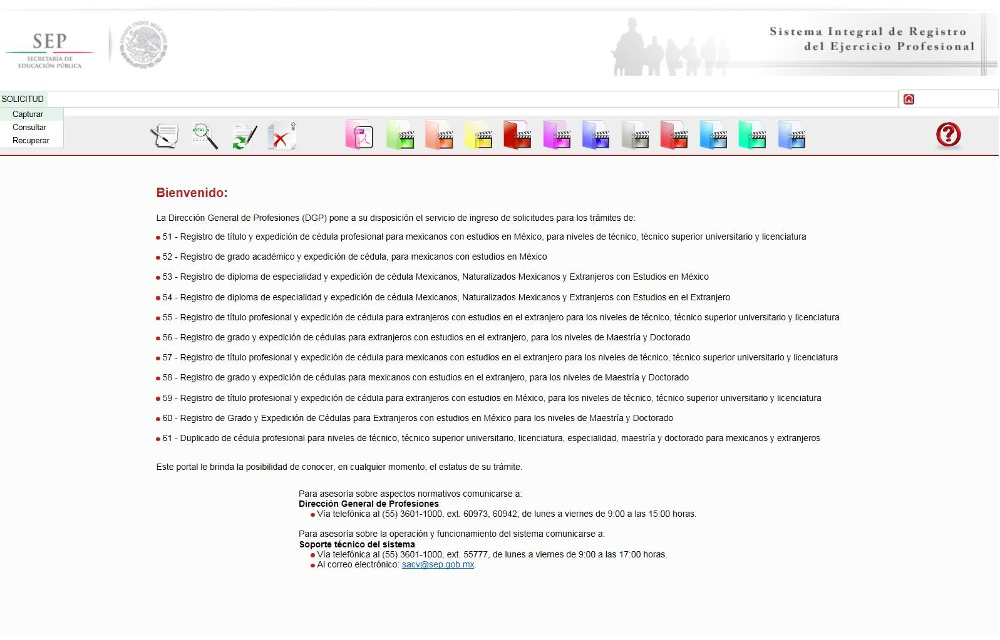 SEP
SECRETARÍA DE
EDUCACIÓN PÚBLICA
ESTADOS UNIDOS MEXICANOS
Sistema Integral de Registro
del Ejercicio Profesional
SOLICITUD
Capturar
Consultar
Recuperar
ESTATUS
Bienvenido:
La Dirección General de Profesiones (DGP) pone a su disposición el servicio de ingreso de solicitudes para los trámites de:
51 - Registro de título y expedición de cédula profesional para mexicanos con estudios en México, para niveles de técnico, técnico superior universitario y licenciatura
52 - Registro de grado académico y expedición de cédula, para mexicanos con estudios en México
53 - Registro de diploma de especialidad y expedición de cédula Mexicanos, Naturalizados Mexicanos y Extranjeros con Estudios en México
54 - Registro de diploma de especialidad y expedición de cédula Mexicanos, Naturalizados Mexicanos y Extranjeros con Estudios en el Extranjero
55 - Registro de título profesional y expedición de cédula para extranjeros con estudios en el extranjero para los niveles de técnico, técnico superior universitario y licenciatura
56 - Registro de grado y expedición de cédulas para extranjeros con estudios en el extranjero, para los niveles de Maestría y Doctorado
57 - Registro de título profesional y expedición de cédula para mexicanos con estudios en el extranjero para los niveles de técnico, técnico superior universitario y licenciatura
58 - Registro de grado y expedición de cédulas para mexicanos con estudios en el extranjero, para los niveles de Maestría y Doctorado
59 - Registro de título profesional y expedición de cédula para extranjeros con estudios en México, para los niveles de técnico, técnico superior universitario y licenciatura
60 - Registro de Grado y Expedición de Cédulas para Extranjeros con estudios en México para los niveles de Maestría y Doctorado
61 - Duplicado de cédula profesional para niveles de técnico, técnico superior universitario, licenciatura, especialidad, maestría y doctorado para mexicanos y extranjeros
Este portal le brinda la posibilidad de conocer, en cualquier momento, el estatus de su trámite.
Para asesoría sobre aspectos normativos comunicarse a:
Dirección General de Profesiones
Vía telefónica al (55) 3601-1000, ext. 60973, 60942, de lunes a viernes de 9:00 a las 15:00 horas.
Para asesoría sobre la operación y funcionamiento del sistema comunicarse a:
Soporte técnico del sistema
Vía telefónica al (55) 3601-1000, ext. 55777, de lunes a viernes de 9:00 a las 17:00 horas.
Al correo electrónico: sacv@sep.gob.mx.